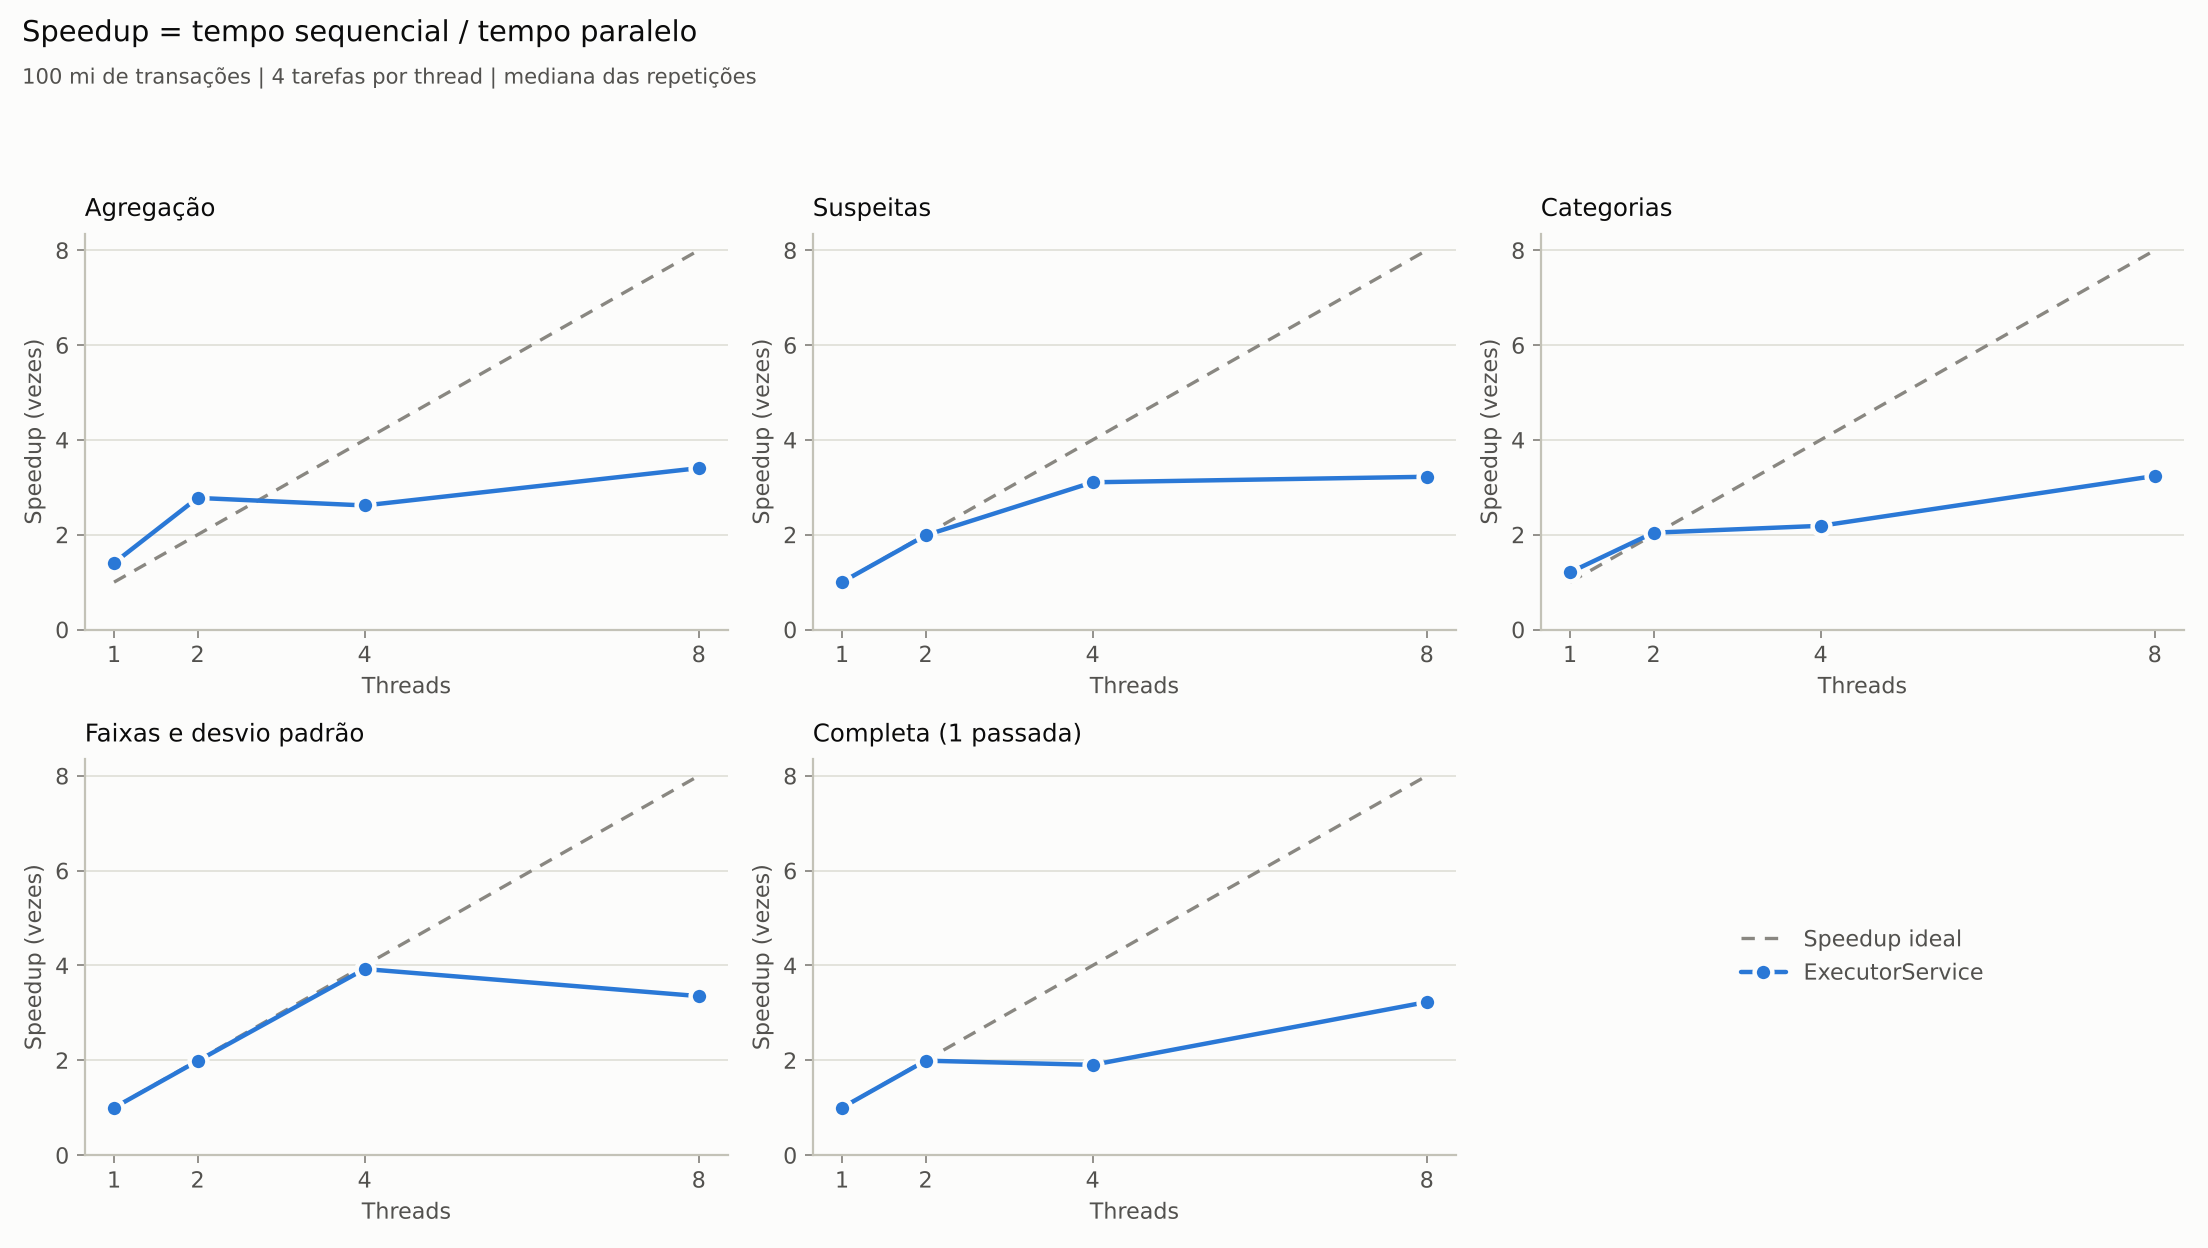 Speedup = tempo sequencial / tempo paralelo
100 mi de transações | 4 tarefas por thread | mediana das repetições
Agregação
Speedup (vezes)
8
6
4
2
0
1 2 4 8
Threads
Suspeitas
Speedup (vezes)
8
6
4
2
0
1 2 4 8
Threads
Categorias
Speedup (vezes)
8
6
4
2
0
1 2 4 8
Threads
Faixas e desvio padrão
Speedup (vezes)
8
6
4
2
0
1 2 4 8
Threads
Completa (1 passada)
Speedup (vezes)
8
6
4
2
0
1 2 4 8
Threads
Speedup ideal
ExecutorService